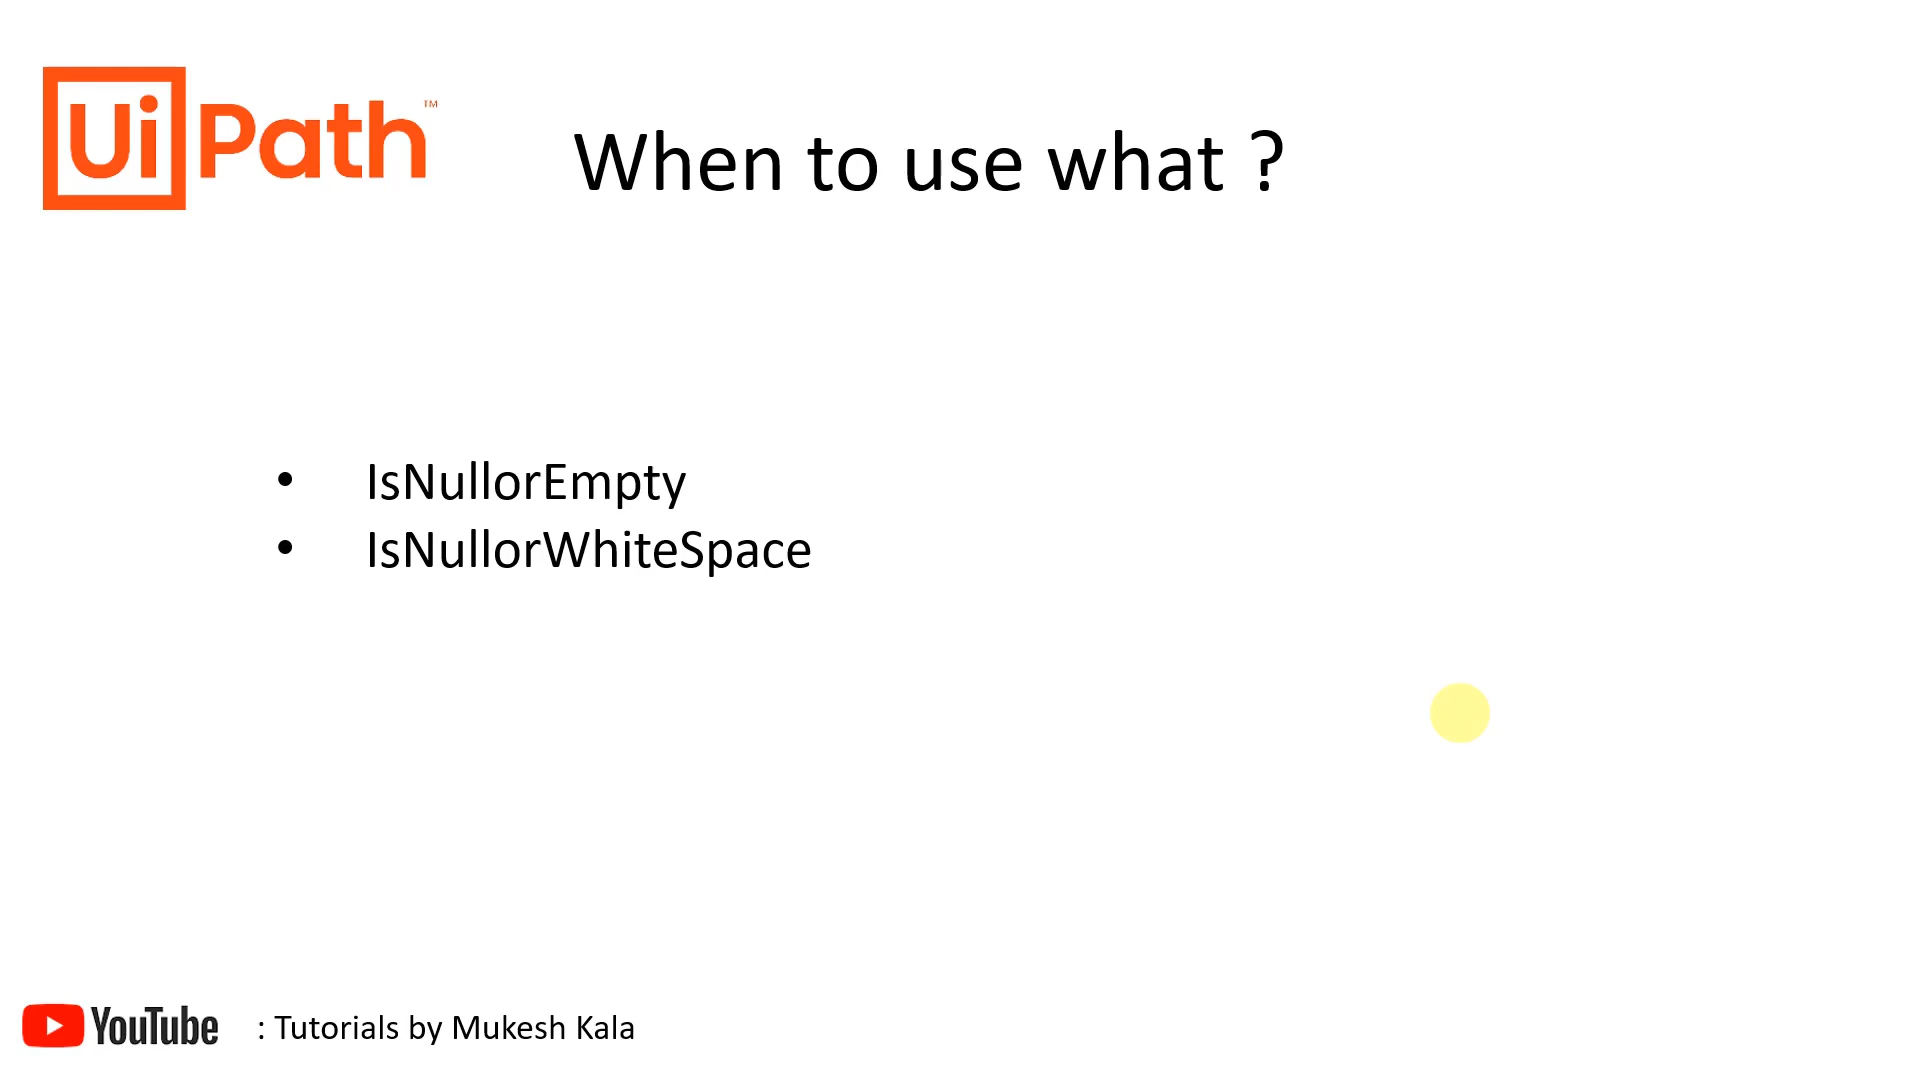 UiPath™
When to use what ?
• IsNullorEmpty
• IsNullorWhiteSpace
YouTube : Tutorials by Mukesh Kala